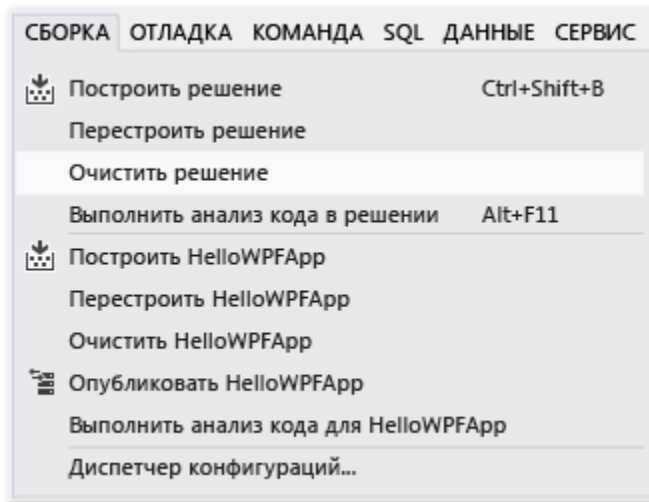 СБОРКА ОТЛАДКА КОМАНДА SQL ДАННЫЕ СЕРВИС
Построить решение Ctrl+Shift+B
Перестроить решение
Очистить решение
Выполнить анализ кода в решении Alt+F11
Построить HelloWPFApp
Перестроить HelloWPFApp
Очистить HelloWPFApp
Опубликовать HelloWPFApp
Выполнить анализ кода для HelloWPFApp
Диспетчер конфигураций...